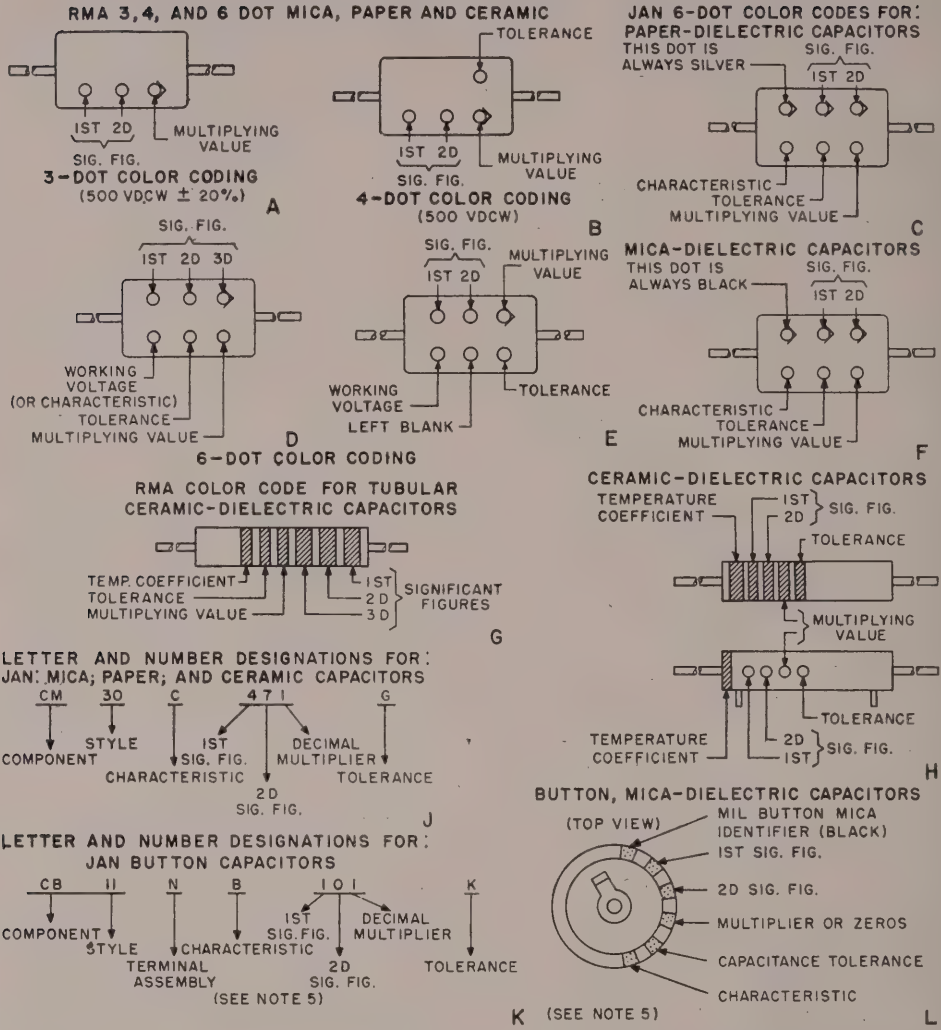 RMA 3,4, AND 6 DOT MICA, PAPER AND CERAMIC
1ST 2D
SIG. FIG.
MULTIPLYING
VALUE
3-DOT COLOR CODING
(500 VDCW ± 20%)
A
TOLERANCE
1ST 2D
SIG. FIG.
MULTIPLYING
VALUE
4-DOT COLOR CODING
(500 VDCW)
B
JAN 6-DOT COLOR CODES FOR:
PAPER-DIELECTRIC CAPACITORS
THIS DOT IS
ALWAYS SILVER
SIG. FIG.
1ST 2D
CHARACTERISTIC
TOLERANCE
MULTIPLYING VALUE
C
SIG. FIG.
1ST 2D 3D
WORKING
VOLTAGE
(OR CHARACTERISTIC)
TOLERANCE
MULTIPLYING VALUE
D
SIG. FIG.
1ST 2D
MULTIPLYING
VALUE
WORKING
VOLTAGE
LEFT BLANK
TOLERANCE
E
6-DOT COLOR CODING
MICA-DIELECTRIC CAPACITORS
THIS DOT IS
ALWAYS BLACK
SIG. FIG.
1ST 2D
CHARACTERISTIC
TOLERANCE
MULTIPLYING VALUE
F
RMA COLOR CODE FOR TUBULAR
CERAMIC-DIELECTRIC CAPACITORS
TEMP. COEFFICIENT
TOLERANCE
MULTIPLYING VALUE
1ST
2D
3D
SIGNIFICANT
FIGURES
G
CERAMIC-DIELECTRIC CAPACITORS
TEMPERATURE
COEFFICIENT
1ST
2D
SIG. FIG.
TOLERANCE
MULTIPLYING
VALUE
TOLERANCE
TEMPERATURE
COEFFICIENT
2D
1ST
SIG. FIG.
H
LETTER AND NUMBER DESIGNATIONS FOR:
JAN: MICA; PAPER; AND CERAMIC CAPACITORS
CM 30 C 471 G
COMPONENT
STYLE
CHARACTERISTIC
1ST
SIG. FIG.
2D
SIG. FIG.
DECIMAL
MULTIPLIER
TOLERANCE
J
LETTER AND NUMBER DESIGNATIONS FOR:
JAN BUTTON CAPACITORS
CB 11 N B 101 K
COMPONENT
STYLE
TERMINAL
ASSEMBLY
CHARACTERISTIC
1ST
SIG. FIG.
2D
SIG. FIG.
DECIMAL
MULTIPLIER
TOLERANCE
(SEE NOTE 5)
K
BUTTON, MICA-DIELECTRIC CAPACITORS
(TOP VIEW)
MIL BUTTON MICA
IDENTIFIER (BLACK)
1ST SIG. FIG.
2D SIG. FIG.
MULTIPLIER OR ZEROS
CAPACITANCE TOLERANCE
CHARACTERISTIC
(SEE NOTE 5)
L